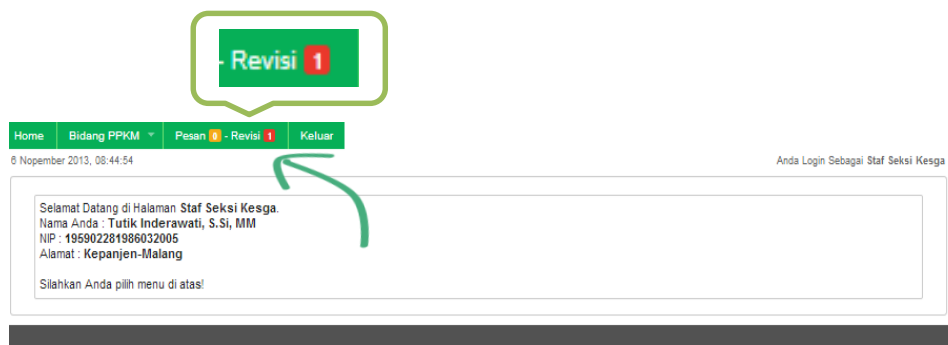 - Revisi 1
Home Bidang PPKM Pesan 0 - Revisi 1 Keluar
6 Nopember 2013, 08:44:54 Anda Login Sebagai Staf Seksi Kesga
Selamat Datang di Halaman Staf Seksi Kesga.
Nama Anda : Tutik Inderawati, S.Si, MM
NIP : 195902281986032005
Alamat : Kepanjen-Malang
Silahkan Anda pilih menu di atas!